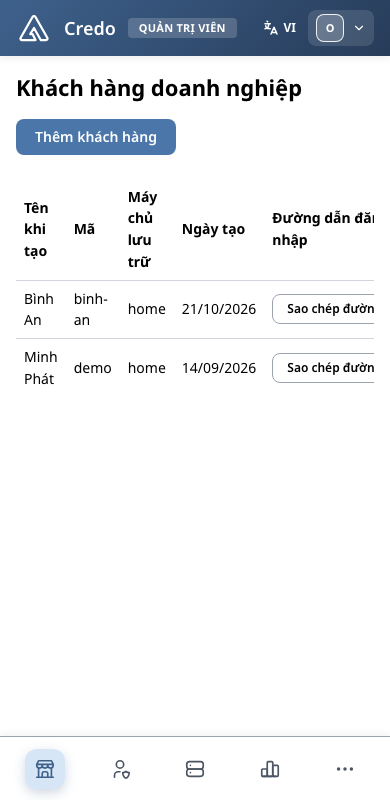 Credo
QUẢN TRỊ VIÊN
VI
O
Khách hàng doanh nghiệp
Thêm khách hàng
Tên khi tạo
Mã
Máy chủ lưu trữ
Ngày tạo
Đường dẫn đăn
nhập
Bình An
binh-an
home
21/10/2026
Sao chép đườn
Minh Phát
demo
home
14/09/2026
Sao chép đườn